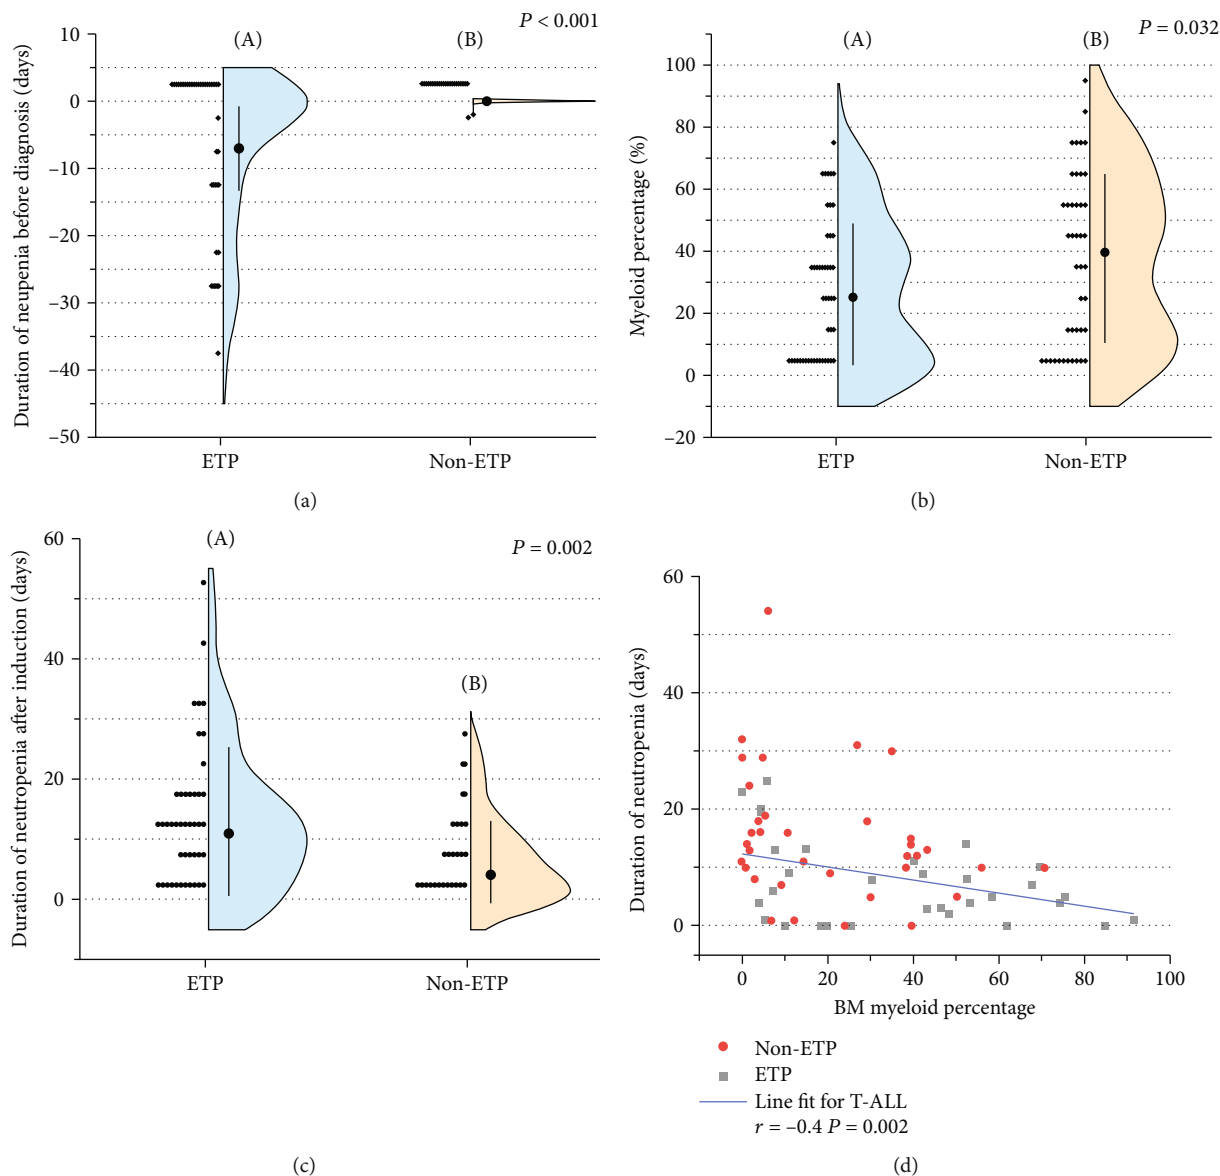 P < 0.001
(A)
(B)
Duration of neupenia before diagnosis (days)
10
0
–10
–20
–30
–40
–50
ETP
Non-ETP
(a)
P = 0.032
(A)
(B)
Myeloid percentage (%)
100
80
60
40
20
0
–20
ETP
Non-ETP
(b)
P = 0.002
(A)
(B)
Duration of neutropenia after induction (days)
60
40
20
0
ETP
Non-ETP
(c)
Duration of neutropenia (days)
60
40
20
0
0
20
40
60
80
100
BM myeloid percentage
Non-ETP
ETP
Line fit for T-ALL
r = –0.4 P = 0.002
(d)